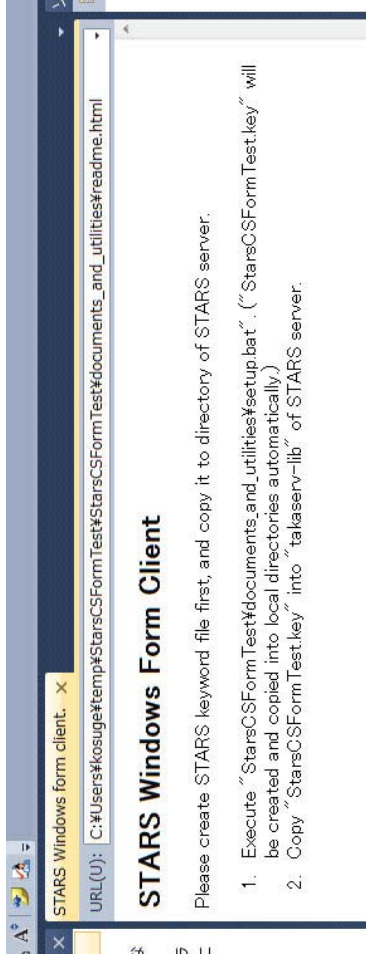 STARS Windows form client. ×
URL(U): C:¥Users¥kosuge¥temp¥StarsCSFormTest¥StarsCSFormTest¥documents_and_utilities¥readme.html
STARS Windows Form Client
Please create STARS keyword file first, and copy it to directory of STARS server.
1. Execute "StarsCSFormTest¥documents_and_utilities¥setup.bat". ("StarsCSFormTest.key" will
be created and copied into local directories automatically.)
2. Copy "StarsCSFormTest.key" into "takaserv-lib" of STARS server.